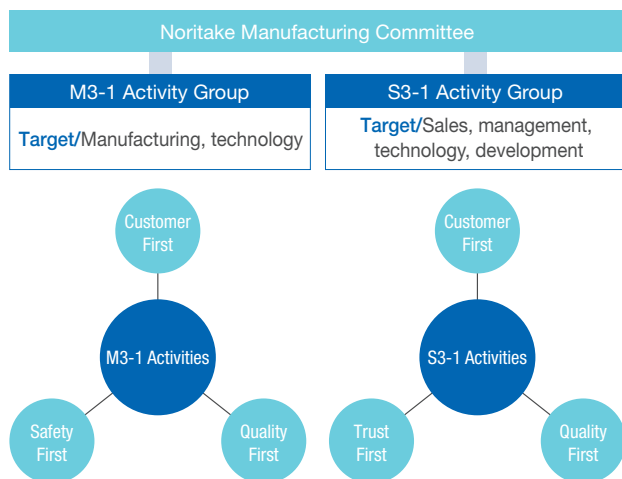 Noritake Manufacturing Committee
M3-1 Activity Group
Target/Manufacturing, technology
S3-1 Activity Group
Target/Sales, management,
technology, development
Customer
First
M3-1 Activities
Safety
First
Quality
First
Customer
First
S3-1 Activities
Trust
First
Quality
First